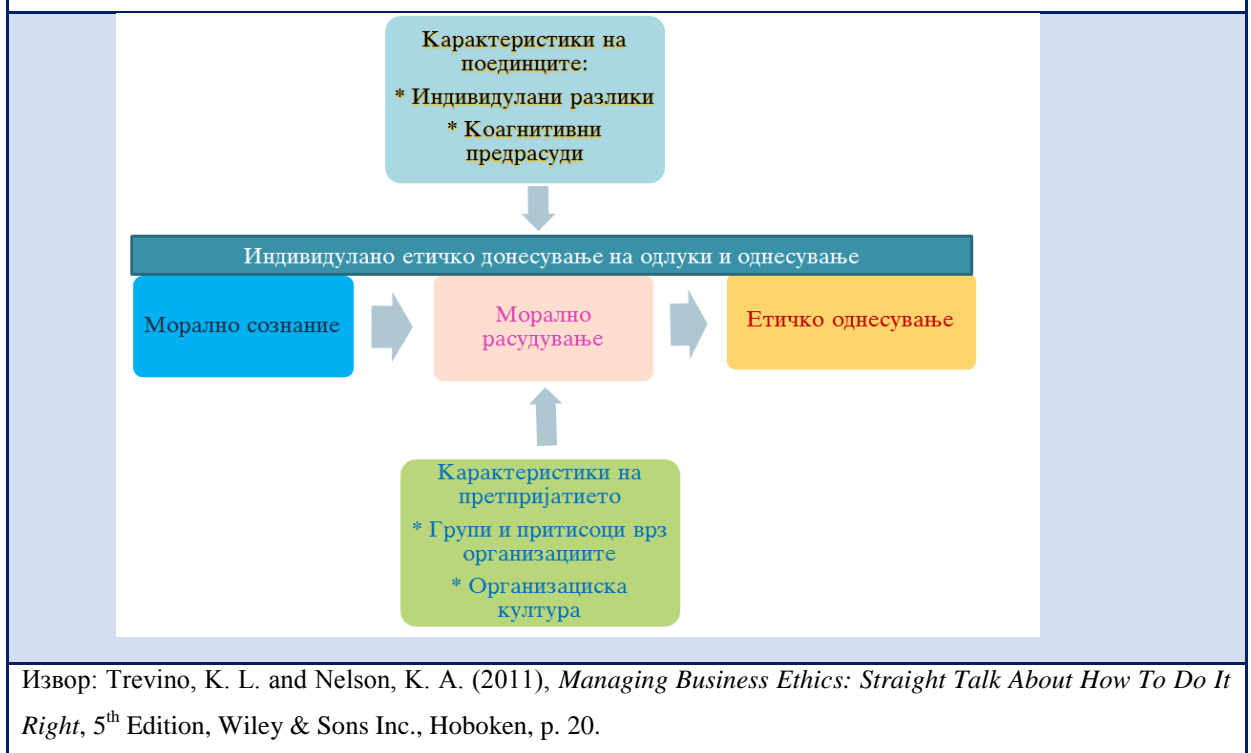 Карактеристики на
поединците:
* Индивидулани разлики
* Коагнитивни
предрасуди
Индивидулано етичко донесување на одлуки и однесување
Морално сознание
Морално
расудување
Етичко однесување
Карактеристики на
претпријатието
* Групи и притисоци врз
организациите
* Организациска
култура
Извор: Trevino, K. L. and Nelson, K. A. (2011), Managing Business Ethics: Straight Talk About How To Do It
Right, 5th Edition, Wiley & Sons Inc., Hoboken, p. 20.